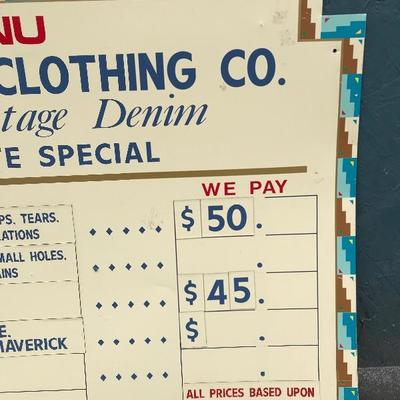 NU
CLOTHING CO.
tage Denim
TE SPECIAL
WE PAY
PS, TEARS,
ATIONS
$ 50.
MALL HOLES,
AINS
$ 45.
E.
MAVERICK
$ .
ALL PRICES BASED UPON